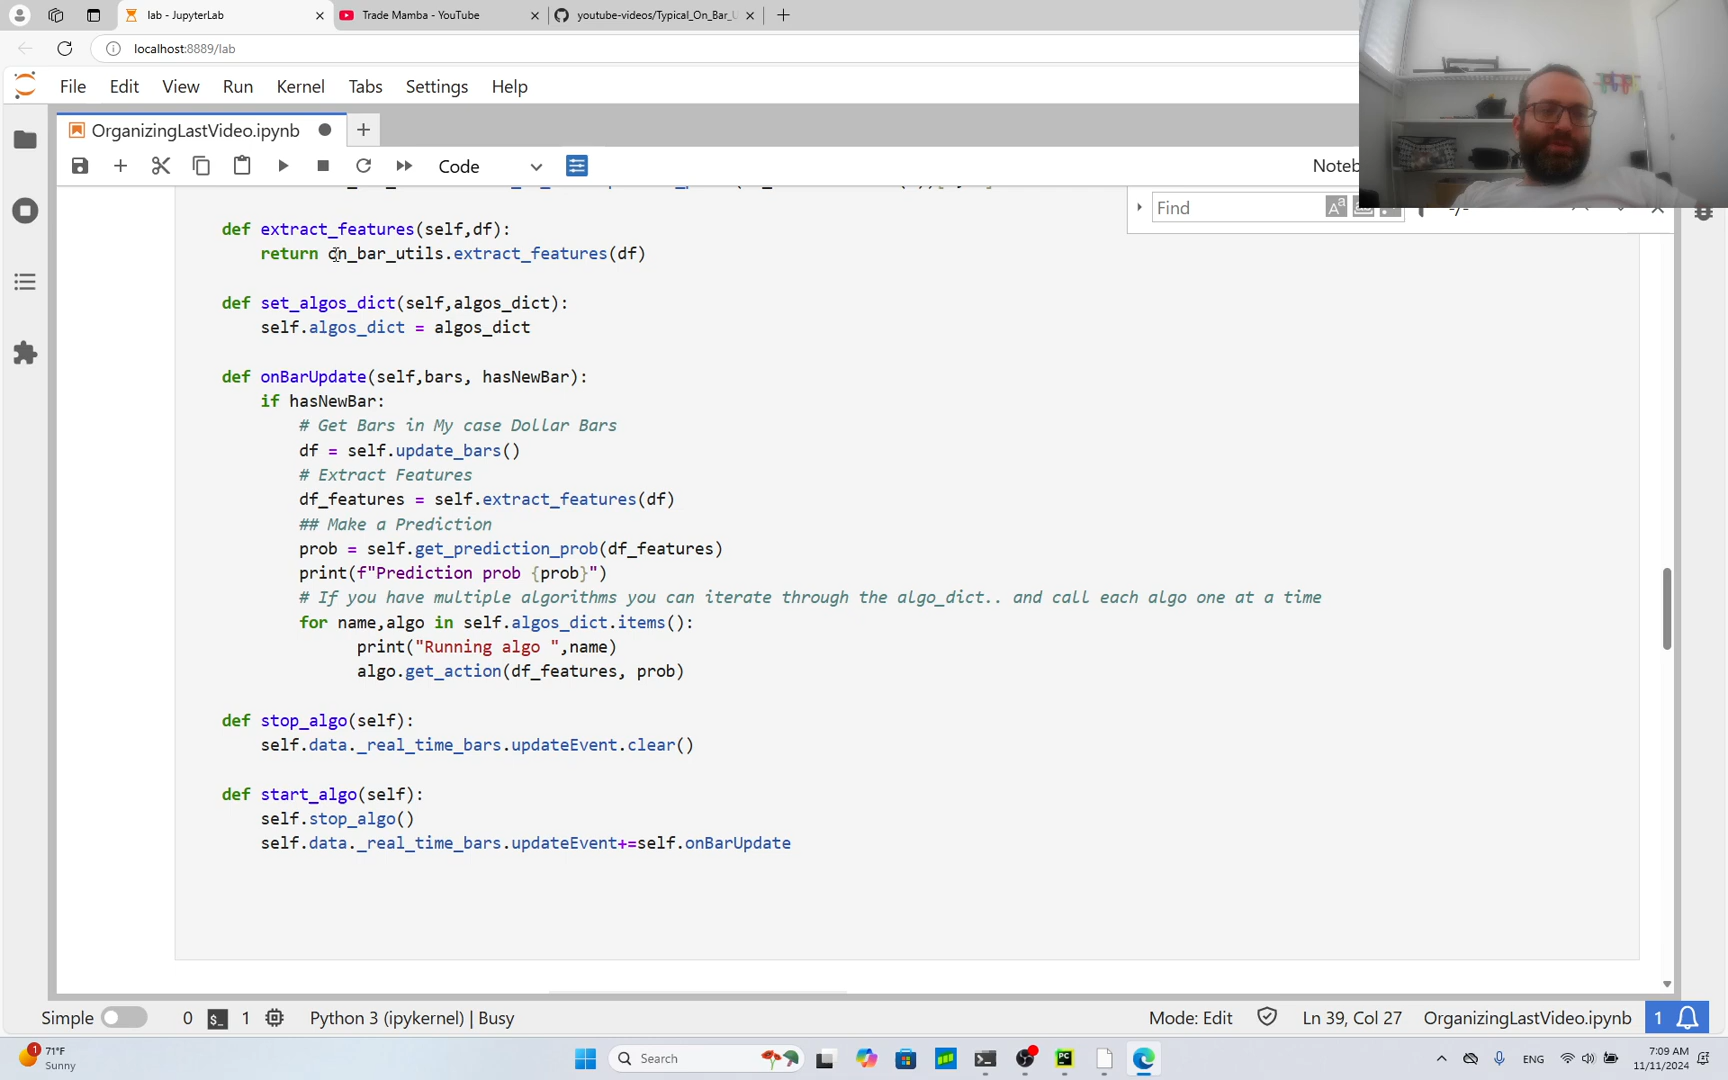 lab - JupyterLab
Trade Mamba - YouTube
youtube-videos/Typical_On_Bar_U
localhost:8889/lab
File Edit View Run Kernel Tabs Settings Help
OrganizingLastVideo.ipynb
Code
Noteb
Find
def extract_features(self,df):
return on_bar_utils.extract_features(df)
def set_algos_dict(self,algos_dict):
self.algos_dict = algos_dict
def onBarUpdate(self,bars, hasNewBar):
if hasNewBar:
# Get Bars in My case Dollar Bars
df = self.update_bars()
# Extract Features
df_features = self.extract_features(df)
## Make a Prediction
prob = self.get_prediction_prob(df_features)
print(f"Prediction prob {prob}")
# If you have multiple algorithms you can iterate through the algo_dict.. and call each algo one at a time
for name,algo in self.algos_dict.items():
print("Running algo ",name)
algo.get_action(df_features, prob)
def stop_algo(self):
self.data._real_time_bars.updateEvent.clear()
def start_algo(self):
self.stop_algo()
self.data._real_time_bars.updateEvent+=self.onBarUpdate
Simple 0 $_ 1 Python 3 (ipykernel) | Busy Mode: Edit Ln 39, Col 27 OrganizingLastVideo.ipynb 1
1 71°F
Sunny
Search
ENG
7:09 AM
11/11/2024